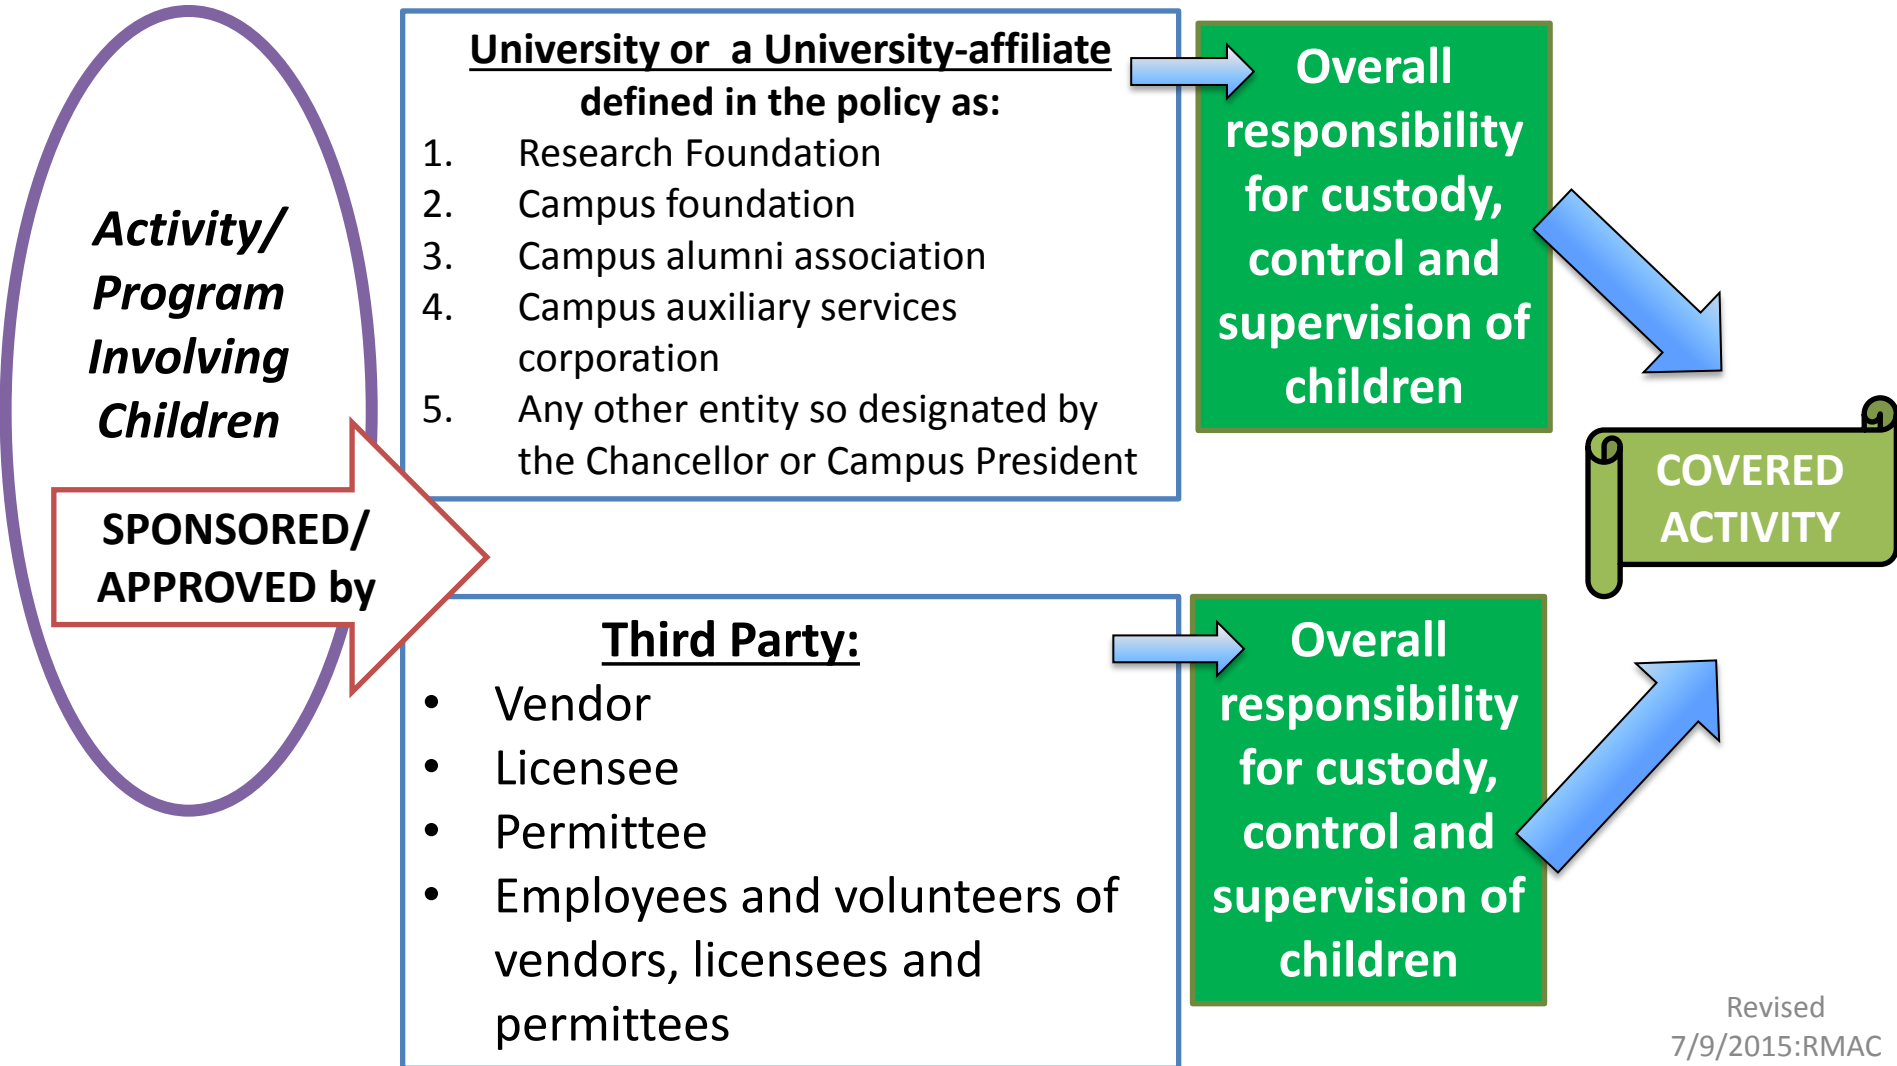 Activity/
Program
Involving
Children
SPONSORED/
APPROVED by
University or a University-affiliate
defined in the policy as:
1. Research Foundation
2. Campus foundation
3. Campus alumni association
4. Campus auxiliary services
corporation
5. Any other entity so designated by
the Chancellor or Campus President
Overall
responsibility
for custody,
control and
supervision of
children
Third Party:
• Vendor
• Licensee
• Permittee
• Employees and volunteers of
vendors, licensees and
permittees
Overall
responsibility
for custody,
control and
supervision of
children
COVERED
ACTIVITY
Revised
7/9/2015:RMAC